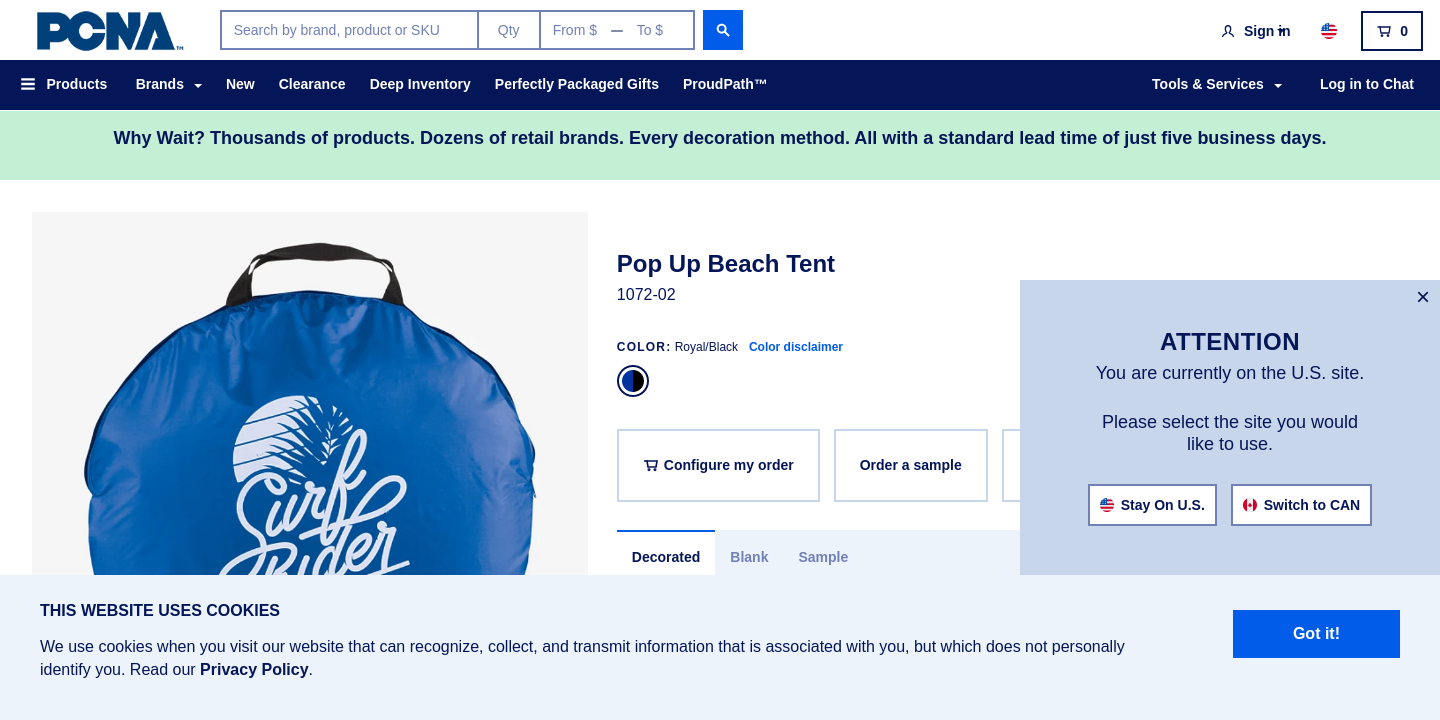 PCNA™
Search by brand, product or SKU
Qty
From $ — To $
Sign in
0
Products
Brands
New
Clearance
Deep Inventory
Perfectly Packaged Gifts
ProudPath™
Tools & Services
Log in to Chat
Why Wait? Thousands of products. Dozens of retail brands. Every decoration method. All with a standard lead time of just five business days.
Surf
Rider
Pop Up Beach Tent
1072-02
COLOR: Royal/Black Color disclaimer
Configure my order
Order a sample
Decorated
Blank
Sample
×
ATTENTION
You are currently on the U.S. site.
Please select the site you would
like to use.
Stay On U.S.
Switch to CAN
THIS WEBSITE USES COOKIES
We use cookies when you visit our website that can recognize, collect, and transmit information that is associated with you, but which does not personally
identify you. Read our Privacy Policy.
Got it!